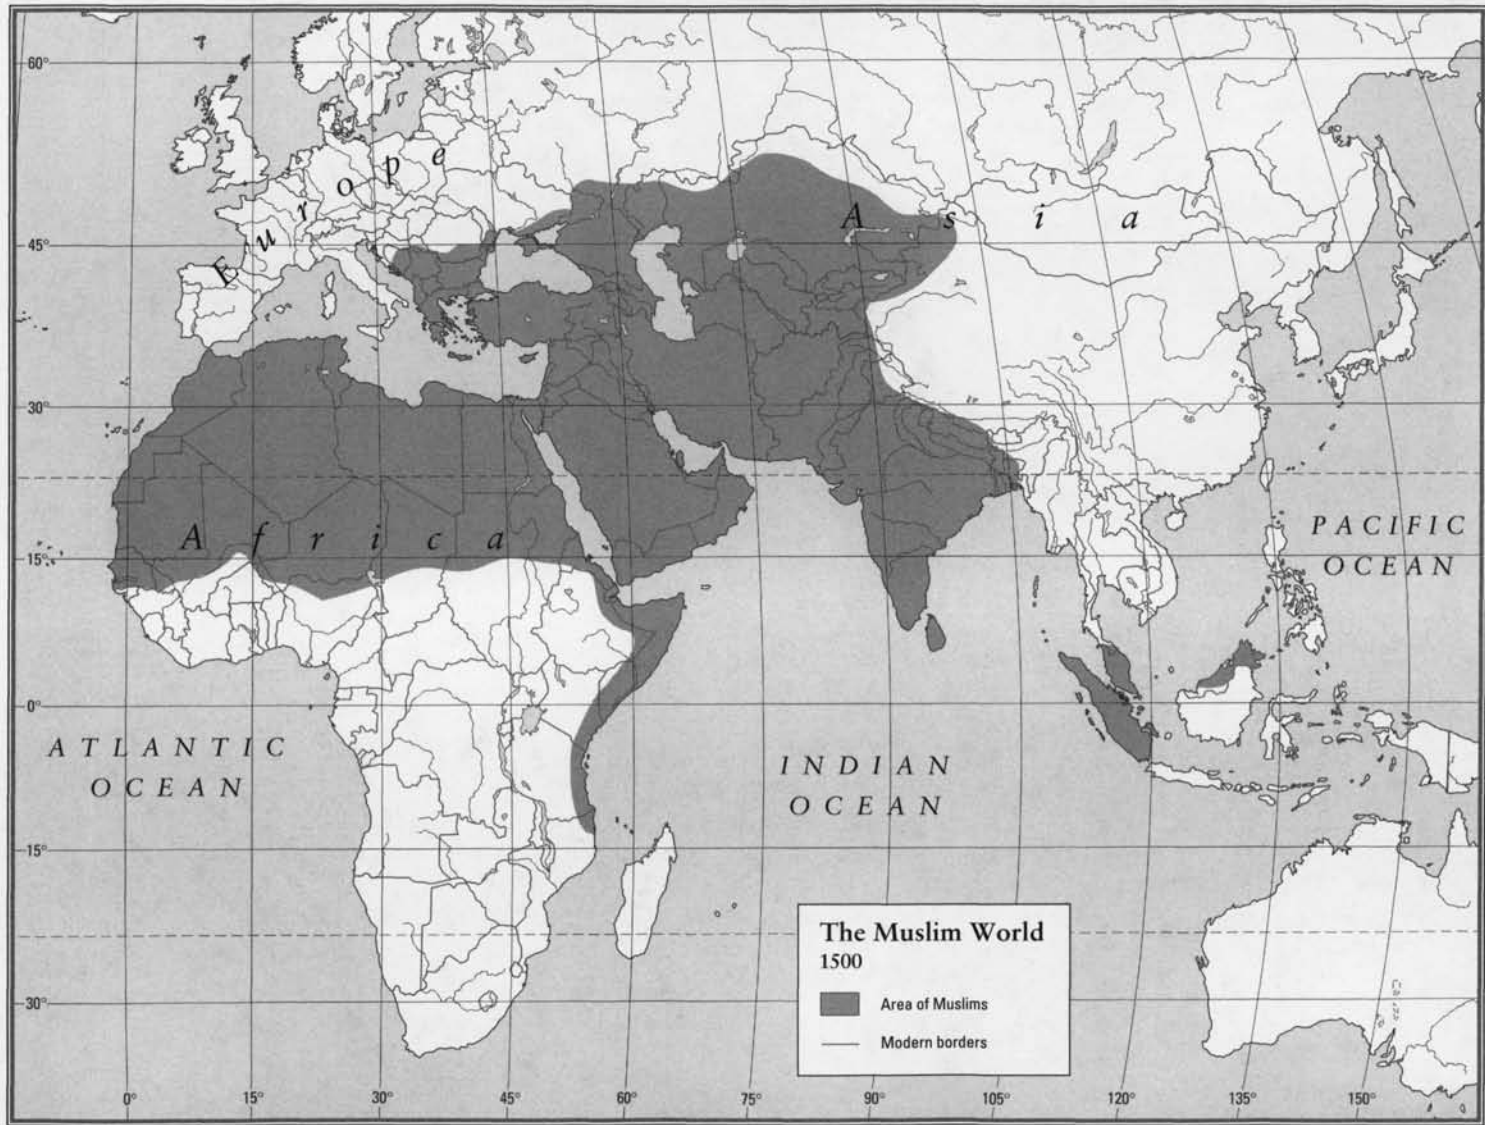 60°
45°
30°
15°
0°
15°
30°
Europe
Asia
Africa
PACIFIC
OCEAN
ATLANTIC
OCEAN
INDIAN
OCEAN
The Muslim World
1500
Area of Muslims
Modern borders
0° 15° 30° 45° 60° 75° 90° 105° 120° 135° 150°